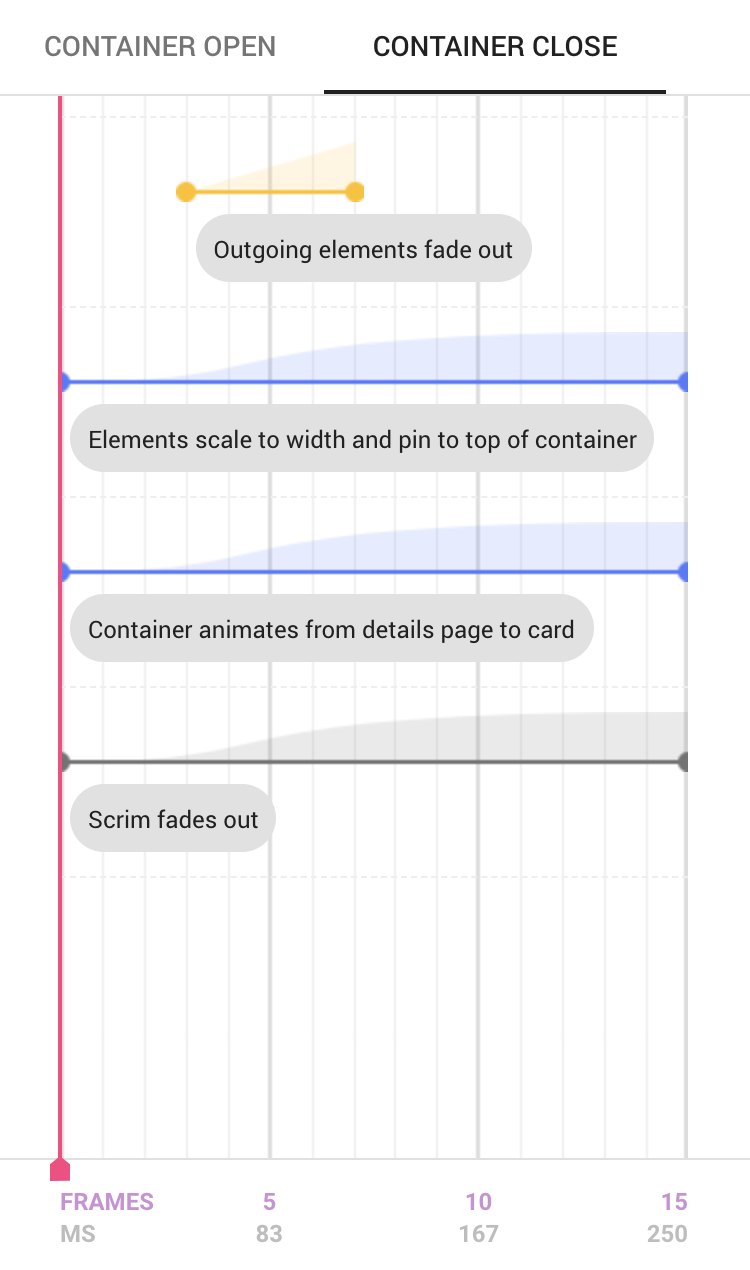 CONTAINER OPEN CONTAINER CLOSE
Outgoing elements fade out
Elements scale to width and pin to top of container
Container animates from details page to card
Scrim fades out
FRAMES 5 10 15
MS 83 167 250